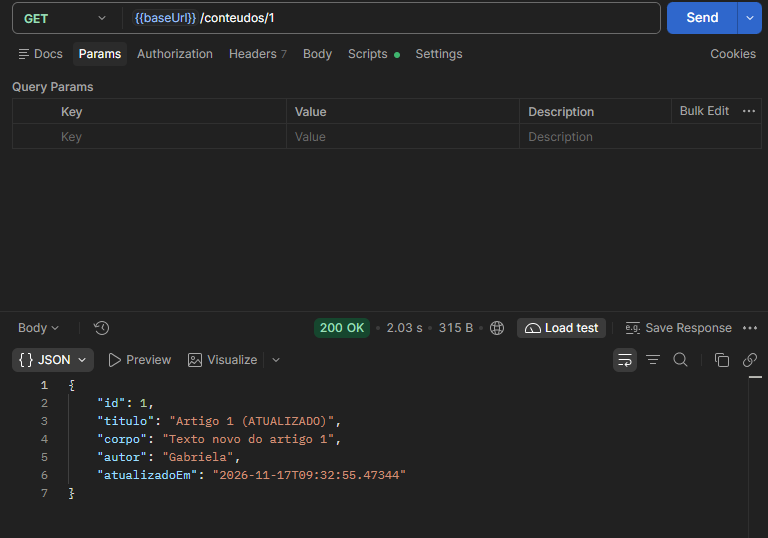 GET {{baseUrl}} /conteudos/1 Send
Docs Params Authorization Headers 7 Body Scripts Settings Cookies
Query Params
Key Value Description Bulk Edit ...
Key Value Description
Body 200 OK • 2.03 s • 315 B e.g. Save Response ...
Load test
{} JSON Preview Visualize
1 {
2 "id": 1,
3 "titulo": "Artigo 1 (ATUALIZADO)",
4 "corpo": "Texto novo do artigo 1",
5 "autor": "Gabriela",
6 "atualizadoEm": "2026-11-17T09:32:55.47344"
7 }